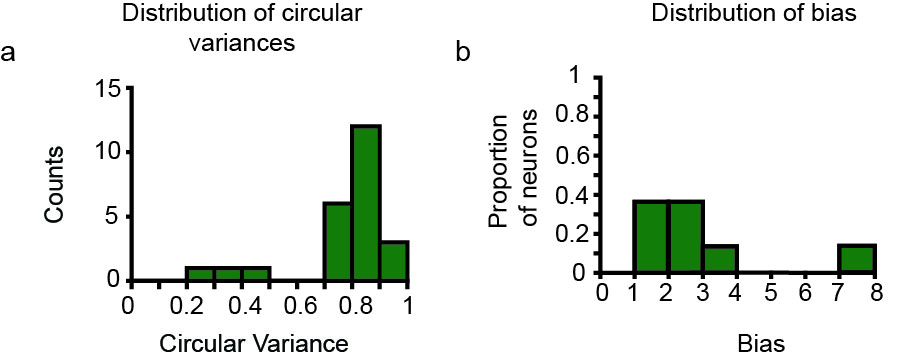 Distribution of circular
variances
a
Counts
15
10
5
0
0 0.2 0.4 0.6 0.8 1
Circular Variance
Distribution of bias
b
Proportion
of neurons
1
0.8
0.6
0.4
0.2
0
0 1 2 3 4 5 6 7 8
Bias